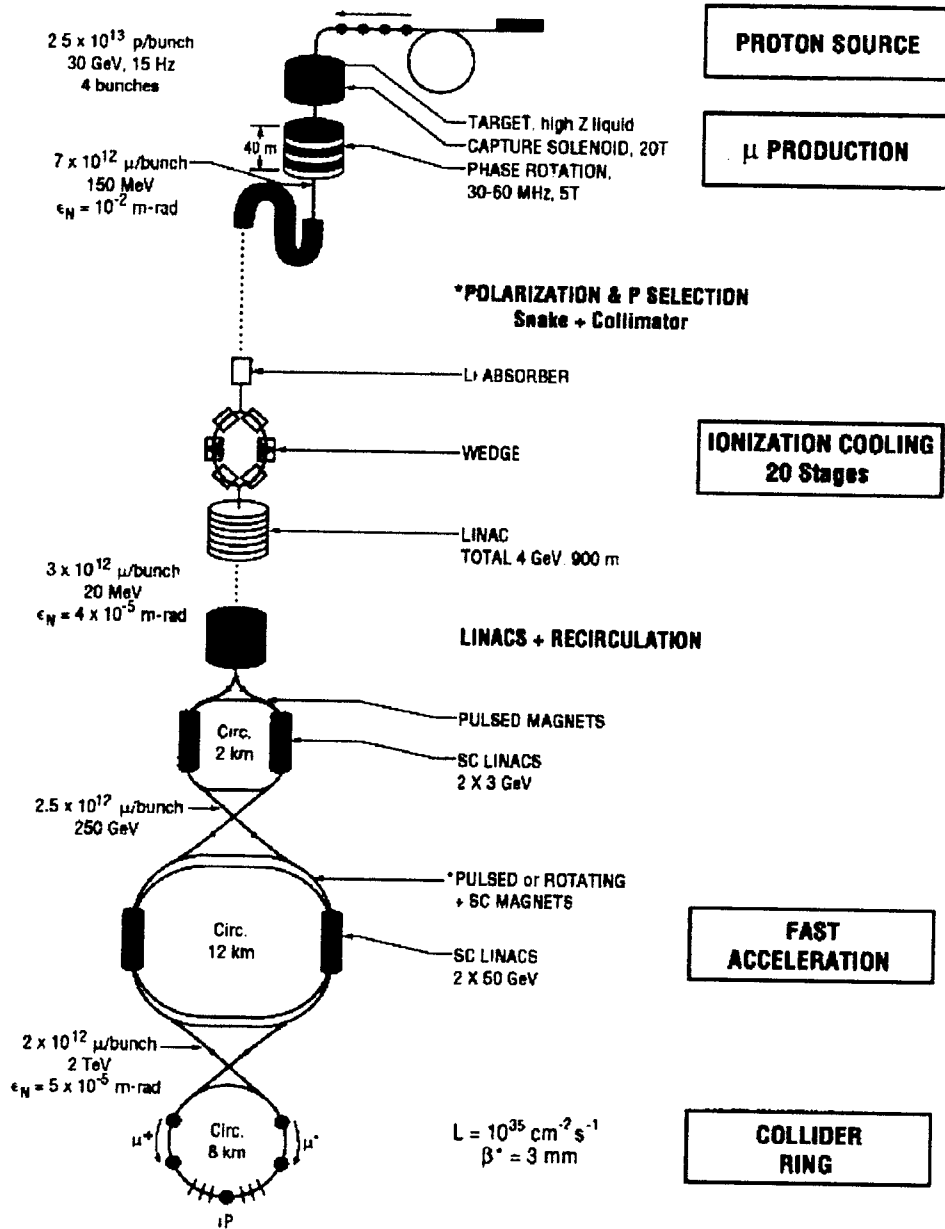 2.5 x 10¹³ p/bunch
30 GeV, 15 Hz
4 bunches
PROTON SOURCE
TARGET, high Z liquid
CAPTURE SOLENOID, 20T
PHASE ROTATION,
30-60 MHz, 5T
40 m
µ PRODUCTION
7 x 10¹² µ/bunch
150 MeV
ϵN = 10⁻² m-rad
*POLARIZATION & P SELECTION
Snake + Collimator
Li ABSORBER
WEDGE
IONIZATION COOLING
20 Stages
LINAC
TOTAL 4 GeV. 900 m
3 x 10¹² µ/bunch
20 MeV
ϵN = 4 x 10⁻⁵ m-rad
LINACS + RECIRCULATION
PULSED MAGNETS
Circ.
2 km
SC LINACS
2 X 3 GeV
2.5 x 10¹² µ/bunch
250 GeV
*PULSED or ROTATING
+ SC MAGNETS
Circ.
12 km
SC LINACS
2 X 50 GeV
FAST
ACCELERATION
2 x 10¹² µ/bunch
2 TeV
ϵN = 5 x 10⁻⁵ m-rad
µ+
Circ.
8 km
µ-
L = 10³⁵ cm⁻² s⁻¹
β* = 3 mm
COLLIDER
RING
IP